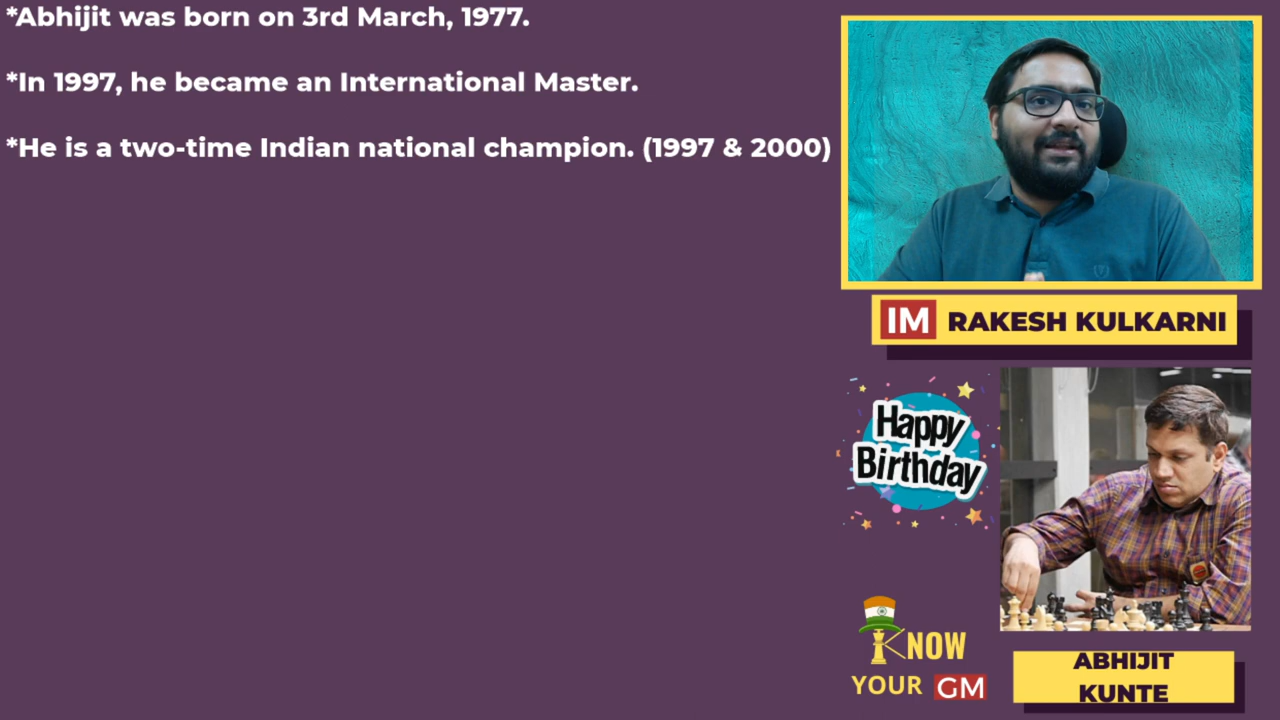 *Abhijit was born on 3rd March, 1977.
*In 1997, he became an International Master.
*He is a two-time Indian national champion. (1997 & 2000)
IM RAKESH KULKARNI
Happy
Birthday
KNOW
YOUR GM
ABHIJIT
KUNTE